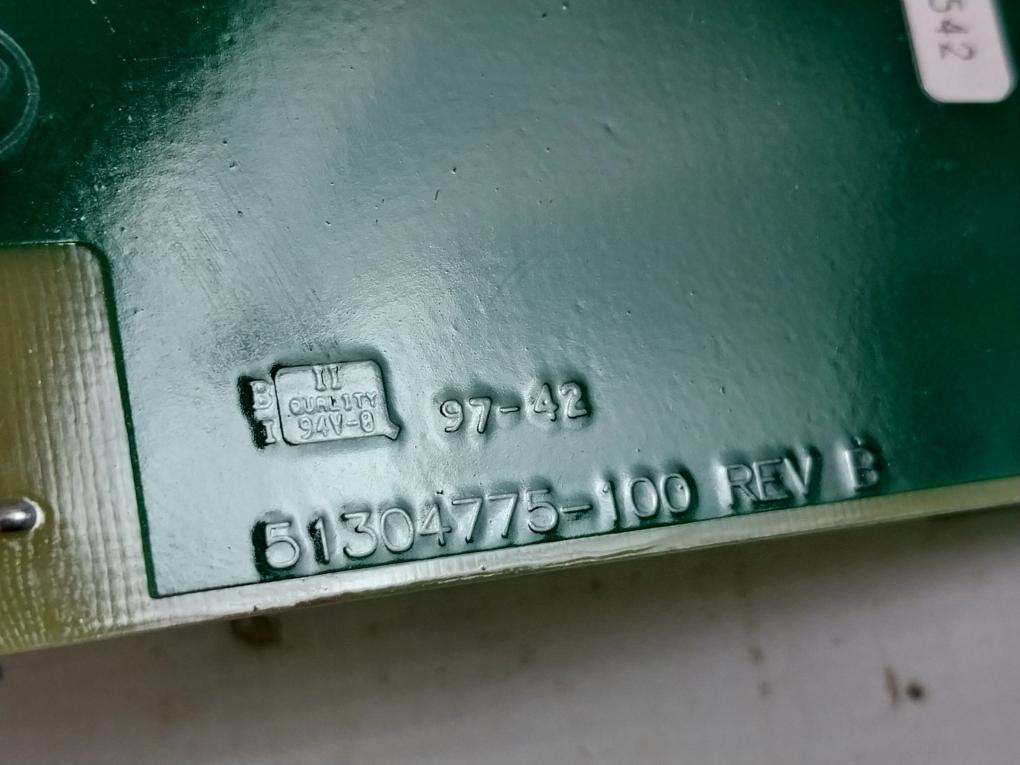 542
B II
QUALITY
I 94V-0
97-42
51304775-100 REV B